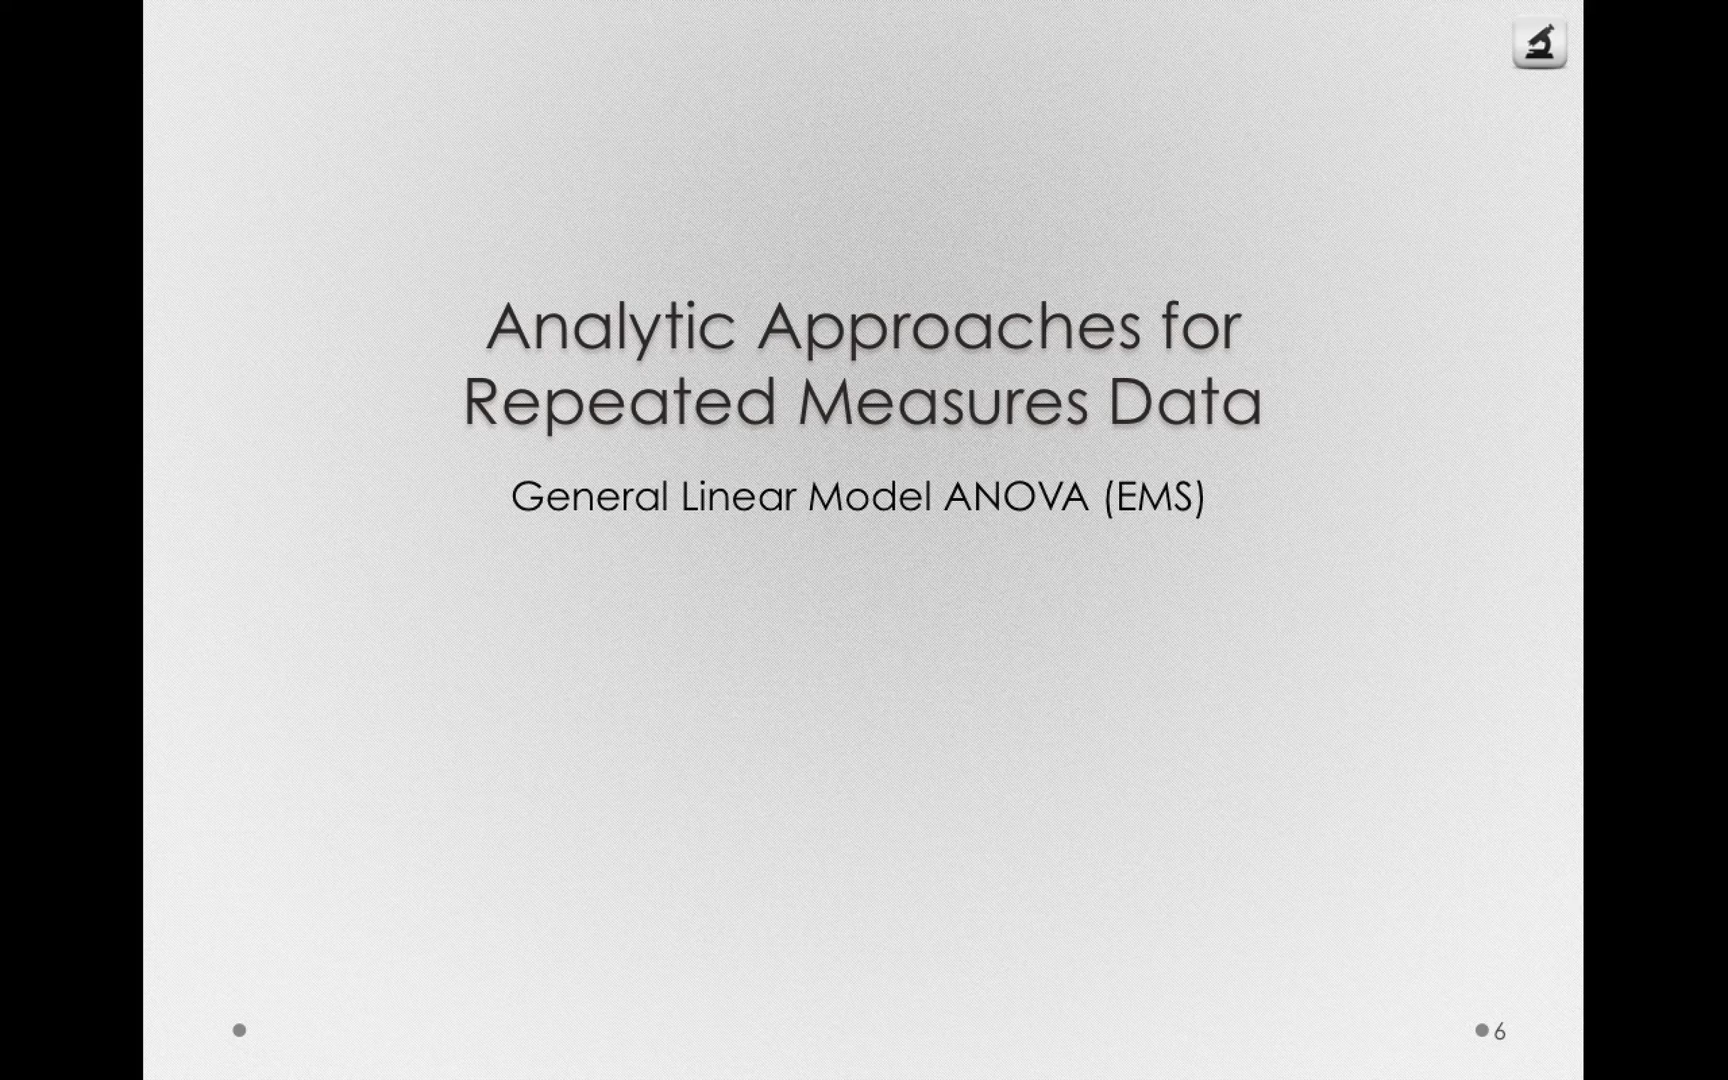 Analytic Approaches for
Repeated Measures Data
General Linear Model ANOVA (EMS)
6